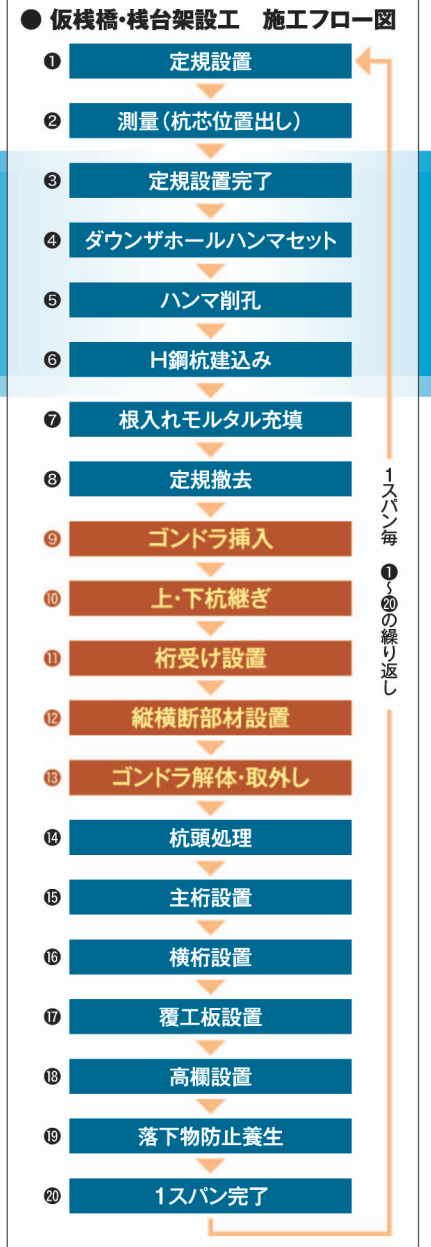 ● 仮桟橋・桟台架設工　施工フロー図
❶ 定規設置
❷ 測量（杭芯位置出し）
❸ 定規設置完了
❹ ダウンザホールハンマセット
❺ ハンマ削孔
❻ H鋼杭建込み
❼ 根入れモルタル充填
❽ 定規撤去
❾ ゴンドラ挿入
❿ 上・下杭継ぎ
⓫ 桁受け設置
⓬ 縦横断部材設置
⓭ ゴンドラ解体・取外し
⓮ 杭頭処理
⓯ 主桁設置
⓰ 横桁設置
⓱ 覆工板設置
⓲ 高欄設置
⓳ 落下物防止養生
⓴ 1スパン完了
1スパン毎　❶～⓴の繰り返し